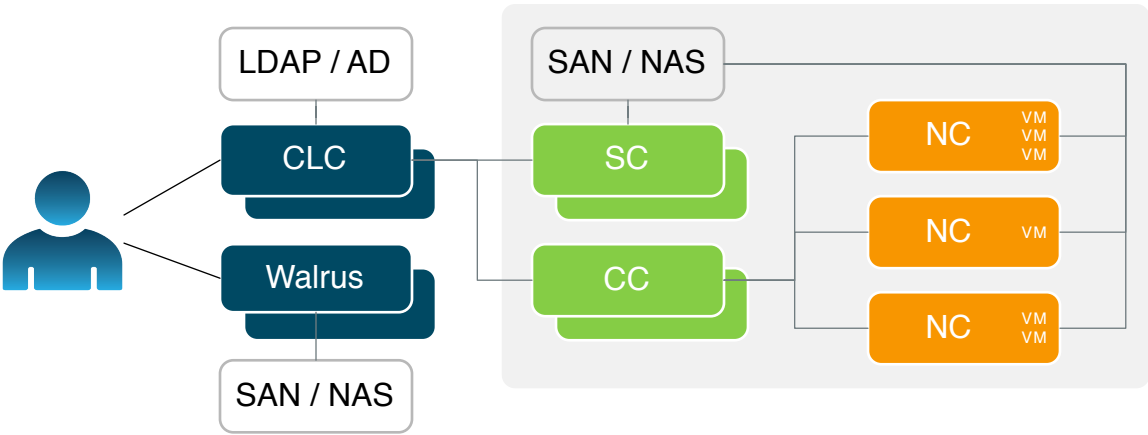 LDAP / AD
SAN / NAS
CLC
SC
NC
VM
VM
VM
NC
VM
Walrus
CC
NC
VM
VM
SAN / NAS